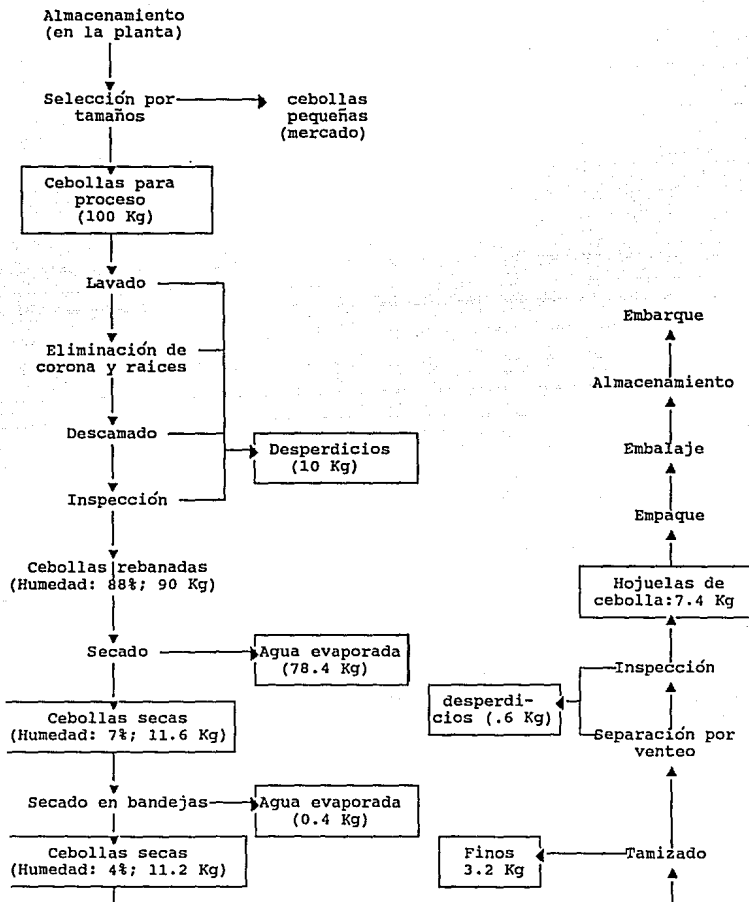 Almacenamiento
(en la planta)
Selección por
tamaños
cebollas
pequeñas
(mercado)
Cebollas para
proceso
(100 Kg)
Lavado
Eliminación de
corona y raices
Descamado
Inspección
Desperdicios
(10 Kg)
Cebollas rebanadas
(Humedad: 88%; 90 Kg)
Secado
Agua evaporada
(78.4 Kg)
Cebollas secas
(Humedad: 7%; 11.6 Kg)
Secado en bandejas
Agua evaporada
(0.4 Kg)
Cebollas secas
(Humedad: 4%; 11.2 Kg)
Embarque
Almacenamiento
Embalaje
Empaque
Hojuelas de
cebolla:7.4 Kg
Inspección
desperdi-
cios (.6 Kg)
Separación por
venteo
Finos
3.2 Kg
Tamizado